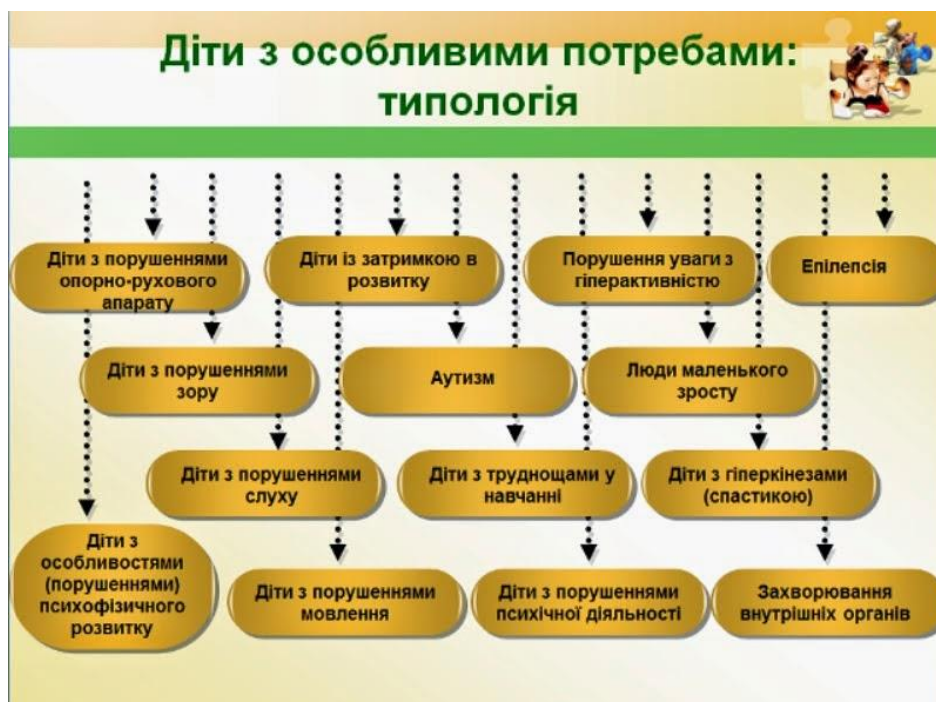 Діти з особливими потребами:
типологія
Діти з порушеннями
опорно-рухового
апарату
Діти із затримкою в
розвитку
Порушення уваги з
гіперактивністю
Епілепсія
Діти з порушеннями
зору
Аутизм
Люди маленького
зросту
Діти з порушеннями
слуху
Діти з труднощами у
навчанні
Діти з гіперкінезами
(спастикою)
Діти з
особливостями
(порушеннями)
психофізичного
розвитку
Діти з порушеннями
мовлення
Діти з порушеннями
психічної діяльності
Захворювання
внутрішніх органів